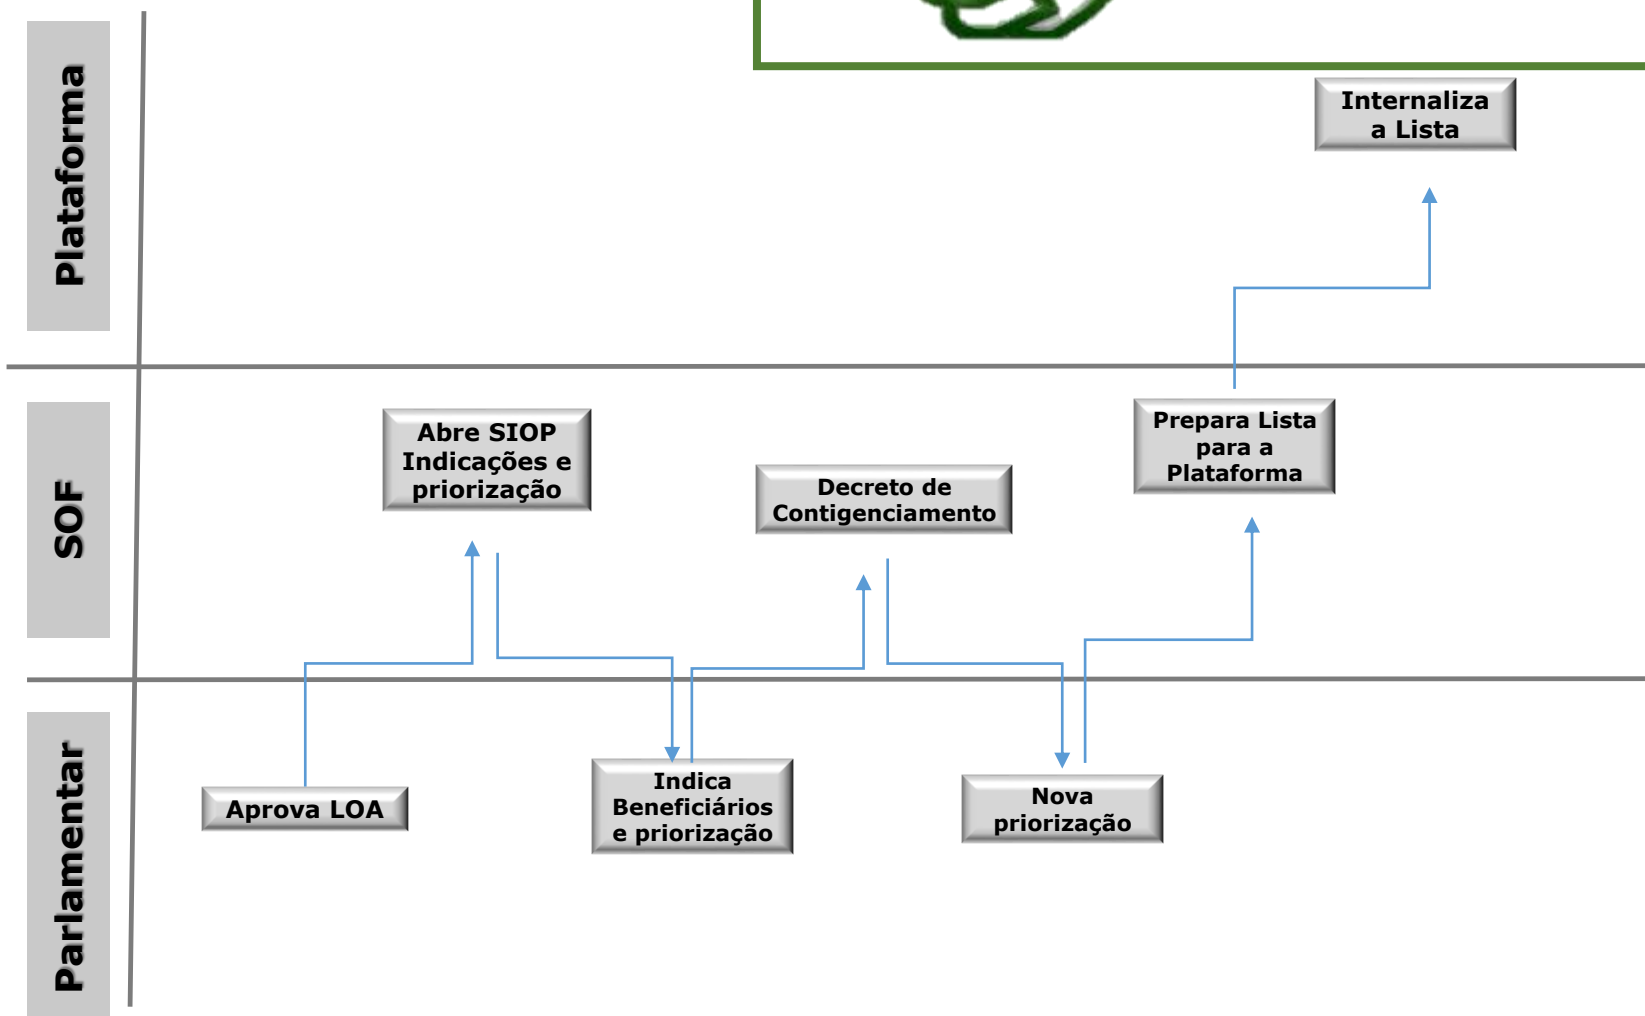 Plataforma
Internaliza
a Lista
SOF
Abre SIOP
Indicações e
priorização
Decreto de
Contigenciamento
Prepara Lista
para a
Plataforma
Parlamentar
Aprova LOA
Indica
Beneficiários
e priorização
Nova
priorização